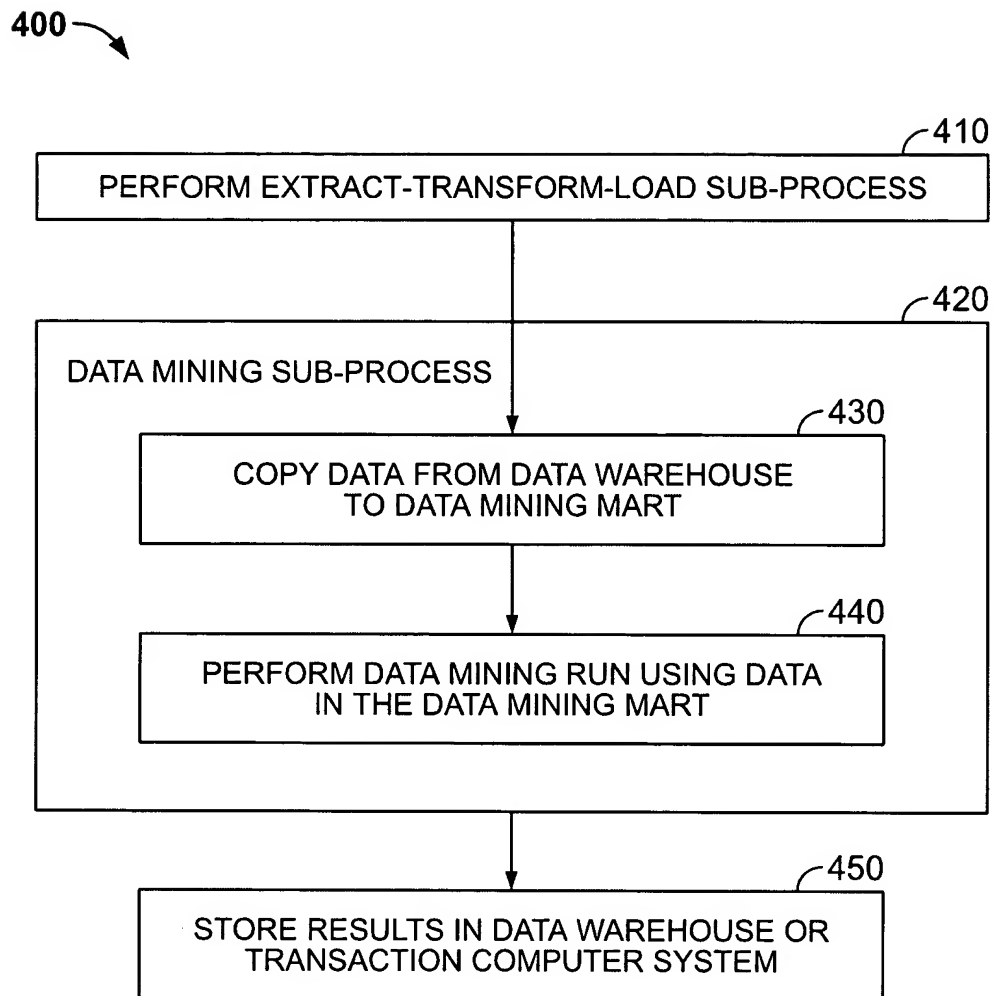 400
410
PERFORM EXTRACT-TRANSFORM-LOAD SUB-PROCESS
420
DATA MINING SUB-PROCESS
430
COPY DATA FROM DATA WAREHOUSE
TO DATA MINING MART
440
PERFORM DATA MINING RUN USING DATA
IN THE DATA MINING MART
450
STORE RESULTS IN DATA WAREHOUSE OR
TRANSACTION COMPUTER SYSTEM